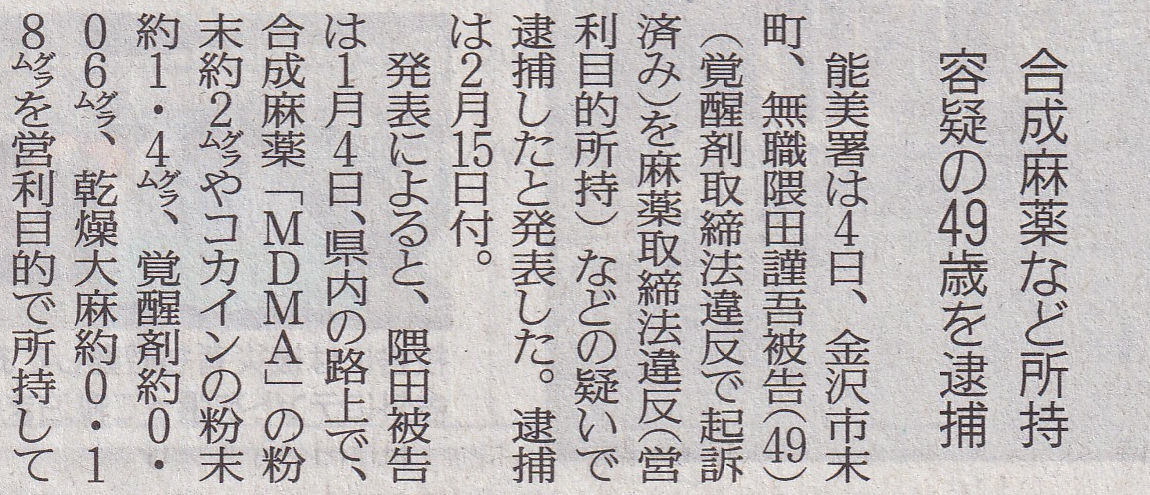 合成麻薬など所持
容疑の49歳を逮捕
能美署は4日、金沢市末
町、無職隈田謹吾被告(49)
(覚醒剤取締法違反で起訴
済み)を麻薬取締法違反(営
利目的所持)などの疑いで
逮捕したと発表した。逮捕
は2月15日付。
発表によると、隈田被告
は1月4日、県内の路上で、
合成麻薬「MDMA」の粉
末約2㌘やコカインの粉末
約1・4㌘、覚醒剤約0・
06㌘、乾燥大麻約0・1
8㌘を営利目的で所持して